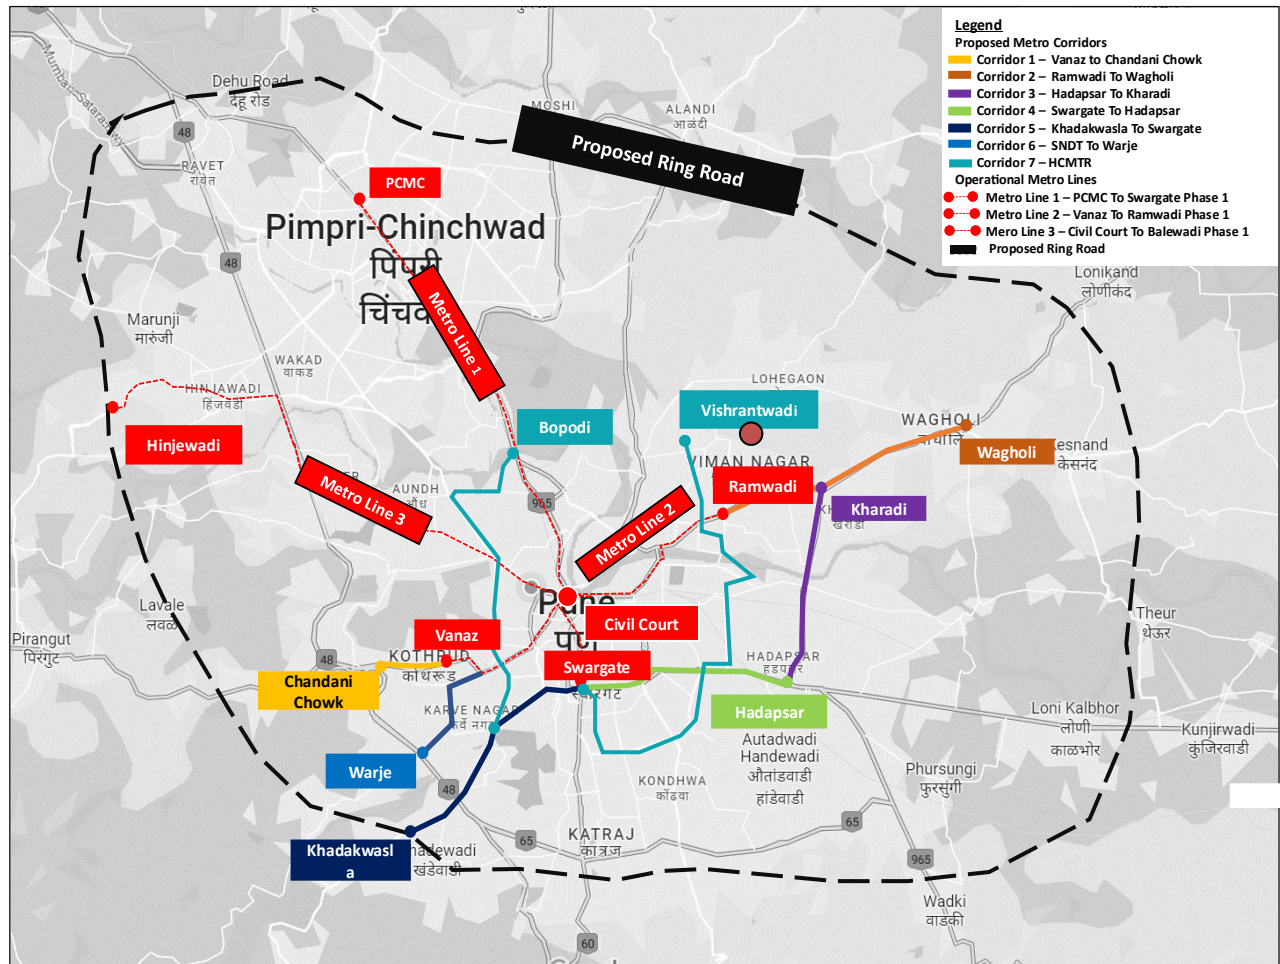 Legend
Proposed Metro Corridors
Corridor 1 – Vanaz to Chandani Chowk
Corridor 2 – Ramwadi To Wagholi
Corridor 3 – Hadapsar To Kharadi
Corridor 4 – Swargate To Hadapsar
Corridor 5 – Khadakwasla To Swargate
Corridor 6 – SNDT To Warje
Corridor 7 – HCMTR
Operational Metro Lines
Metro Line 1 – PCMC To Swargate Phase 1
Metro Line 2 – Vanaz To Ramwadi Phase 1
Mero Line 3 – Civil Court To Balewadi Phase 1
Proposed Ring Road
Mumbai-Satara Hwy
Dehu Road
देहू रोड
48
MOSHI
ALANDI
आळंदी
Proposed Ring Road
RAVET
रावेत
PCMC
Pimpri-Chinchwad
पिंपरी
48
Lonikand
लोणीकंद
Marunji
मारुंजी
Metro Line 1
WAKAD
वाकड
HINJAWADI
हिंजवडी
LOHEGAON
Hinjewadi
Bopodi
Vishrantwadi
WAGHOLI
Wagholi
Kesnand
केसनंद
VIMAN NAGAR
Ramwadi
Metro Line 3
AUNDH
औंध
965
Metro Line 2
Kharadi
खराडी
Pune
Civil Court
Lavale
लवळे
Theur
थेऊर
Pirangut
पिरंगुट
48
Vanaz
KOTHRUD
कोथरूड
Swargate
स्वारगेट
HADAPSAR
हडपसर
Chandani
Chowk
KARVE NAGAR
कर्वे नगर
Hadapsar
Loni Kalbhor
लोणी
काळभोर
Kunjirwadi
कुंजिरवाडी
Autadwadi
Handewadi
औतांडवाडी
हांडेवाडी
Warje
48
KONDHWA
कोंढवा
Phursungi
फुरसुंगी
65
65
KATRAJ
कात्रज
Khadakwasl
a
खंडेवाडी
965
Wadki
वाडकी
60